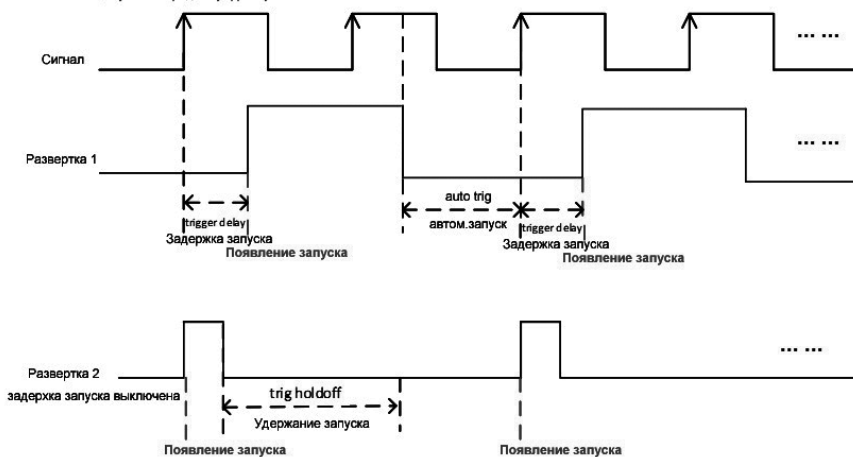 ... ...
Сигнал
... ...
Развертка 1
auto trig
trigger delay
автом.запуск
trigger delay
Задержка запуска
Задержка запуска
Появление запуска
Появление запуска
... ...
Развертка 2
trig holdoff
задерхка запуска выключена
Удержание запуска
Появление запуска
Появление запуска